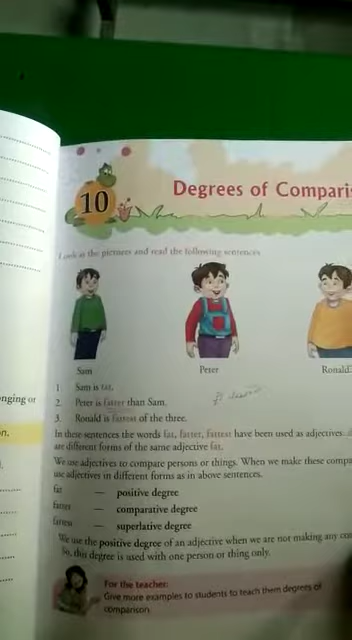 10
Degrees of Comparis
Look at the pictures and read the following sentences
Sam
Peter
Ronald
1. Sam is fat.
2. Peter is fatter than Sam.
3. Ronald is fattest of the three.
In these sentences the words fat, fatter, fattest have been used as adjectives.
are different forms of the same adjective fat.
We use adjectives to compare persons or things. When we make these compa
use adjectives in different forms as in above sentences.
fat — positive degree
fatter — comparative degree
fattest — superlative degree
We use the positive degree of an adjective when we are not making any co
So, this degree is used with one person or thing only.
For the teacher:
Give more examples to students to teach them degrees of
comparison.
nging or
n.